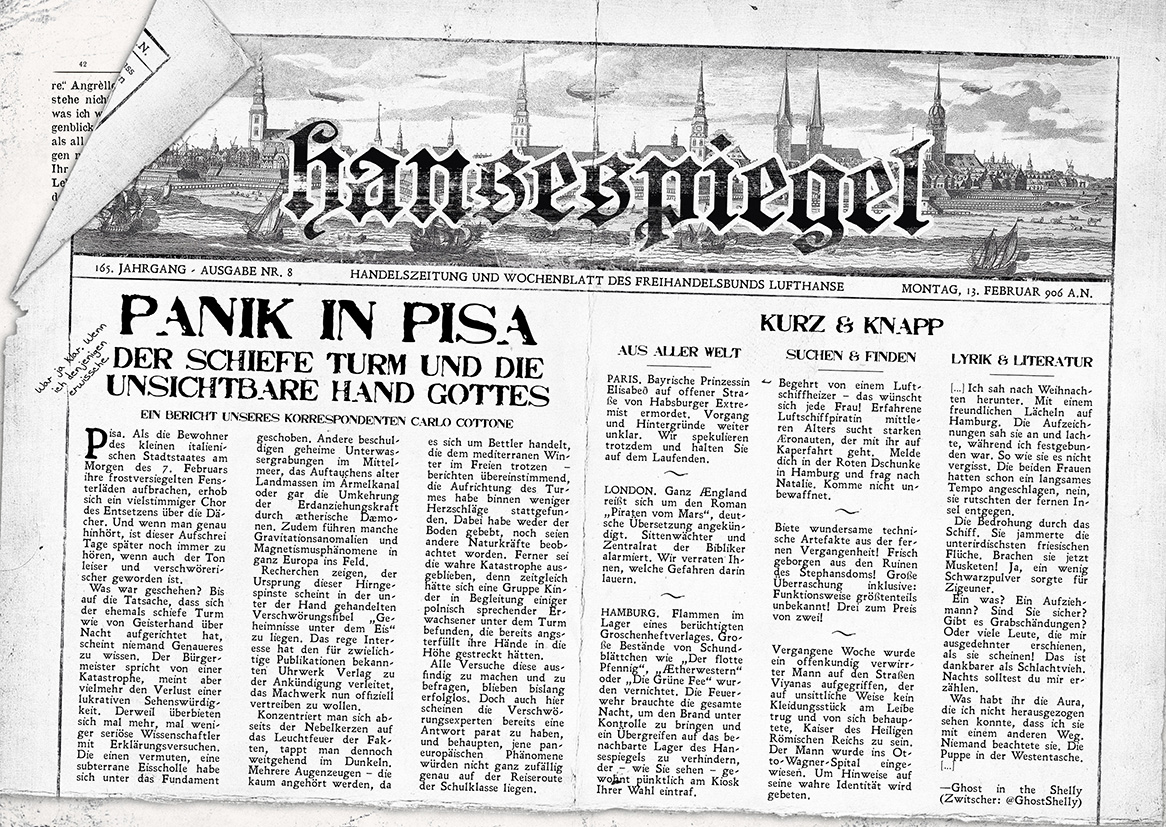 42
re.“ Angrèll
stehe nich
was ich w
genblick
als all
gen
Ihr
Le
d
hansespiegel
165. JAHRGANG - AUSGABE NR. 8
HANDELSZEITUNG UND WOCHENBLATT DES FREIHANDELSBUNDS LUFTHANSE
MONTAG, 13. FEBRUAR 906 A.N.
War ja klar. Wenn
ich denjenigen
erwissche.
PANIK IN PISA
DER SCHIEFE TURM UND DIE
UNSICHTBARE HAND GOTTES
EIN BERICHT UNSERES KORRESPONDENTEN CARLO COTTONE
Pisa. Als die Bewohner
des kleinen italieni-
schen Stadtstaates am
Morgen des 7. Februars
ihre frostversiegelten Fens-
terläden aufbrachen, erhob
sich ein vielstimmiger Chor
des Entsetzens über die Dä-
cher. Und wenn man genau
hinhört, ist dieser Aufschrei
Tage später noch immer zu
hören, wenn auch der Ton
leiser und verschwöreri-
scher geworden ist.
Was war geschehen? Bis
auf die Tatsache, dass sich
der ehemals schiefe Turm
wie von Geisterhand über
Nacht aufgerichtet hat,
scheint niemand Genaueres
zu wissen. Der Bürger-
meister spricht von einer
Katastrophe, meint aber
vielmehr den Verlust einer
lukrativen Sehenswürdig-
keit. Derweil überbieten
sich mal mehr, mal weni-
ger seriöse Wissenschaftler
mit Erklärungsversuchen.
Die einen vermuten, eine
subterrane Eisscholle habe
sich unter das Fundament
geschoben. Andere beschul-
digen geheime Unterwas-
sergrabungen im Mittel-
meer, das Auftauchens alter
Landmassen im Ärmelkanal
oder gar die Umkehrung
der Erdanziehungskraft
durch ætherische Dæmo-
nen. Zudem führen manche
Gravitationsanomalien und
Magnetismusphänomene in
ganz Europa ins Feld.
Recherchen zeigen, der
Ursprung dieser Hirnge-
spinste scheint in der un-
ter der Hand gehandelten
Verschwörungsfibel „Ge-
heimnisse unter dem Eis“
zu liegen. Das rege Inter-
esse hat den für zwielich-
tige Publikationen bekann-
ten Uhrwerk Verlag zu
der Ankündigung verleitet,
das Machwerk nun offiziell
vertreiben zu wollen.
Konzentriert man sich ab-
seits der Nebelkerzen auf
das Leuchtfeuer der Fak-
ten, tappt man dennoch
weitgehend im Dunkeln.
Mehrere Augenzeugen – die
kaum angehört werden, da
es sich um Bettler handelt,
die dem mediterranen Win-
ter im Freien trotzen –
berichten übereinstimmend,
die Aufrichtung des Tur-
mes habe binnen weniger
Herzschläge stattgefun-
den. Dabei habe weder der
Boden gebebt, noch seien
andere Naturkräfte beob-
achtet worden. Ferner sei
die wahre Katastrophe aus-
geblieben, denn zeitgleich
hätte sich eine Gruppe Kin-
der in Begleitung einiger
polnisch sprechender Er-
wachsener unter dem Turm
befunden, die bereits angs-
terfüllt ihre Hände in die
Höhe gestreckt hätten.
Alle Versuche diese aus-
findig zu machen und zu
befragen, blieben bislang
erfolglos. Doch auch hier
scheinen die Verschwö-
rungsexperten bereits eine
Antwort parat zu haben,
und behaupten, jene pan-
europäischen Phänomene
würden nicht ganz zufällig
genau auf der Reiseroute
der Schulklasse liegen.
KURZ & KNAPP
AUS ALLER WELT
PARIS. Bayrische Prinzessin
Elisabeð auf offener Stra-
ße von Habsburger Extre-
mist ermordet. Vorgang
und Hintergründe weiter
unklar. Wir spekulieren
trotzdem und halten Sie
auf dem Laufenden.
LONDON. Ganz Ængland
reißt sich um den Roman
„Piraten vom Mars“, deut-
sche Übersetzung angekün-
digt. Sittenwächter und
Zentralrat der Bibliker
alarmiert. Wir verraten Ih-
nen, welche Gefahren darin
lauern.
HAMBURG. Flammen im
Lager eines berüchtigten
Groschenheftverlages. Gro-
ße Bestände von Schund-
blättchen wie „Der flotte
Pfennig“, „Ætherwestern“
oder „Die Grüne Fee“ wur-
den vernichtet. Die Feuer-
wehr brauchte die gesamte
Nacht, um den Brand unter
Kontrolle zu bringen und
ein Übergreifen auf das be-
nachbarte Lager des Han-
sespiegels zu verhindern,
der – wie Sie sehen – ge-
wohnt pünktlich am Kiosk
Ihrer Wahl eintraf.
SUCHEN & FINDEN
Begehrt von einem Luft-
schiffheizer – das wünscht
sich jede Frau! Erfahrene
Luftschiffpiratin mittle-
ren Alters sucht starken
Æronauten, der mit ihr auf
Kaperfahrt geht. Melde
dich in der Roten Dschunke
in Hamburg und frag nach
Natalie. Komme nicht un-
bewaffnet.
Biete wundersame techni-
sche Artefakte aus der fer-
nen Vergangenheit! Frisch
geborgen aus den Ruinen
des Stephansdoms! Große
Überraschung inklusive:
Funktionsweise größtenteils
unbekannt! Drei zum Preis
von zwei!
Vergangene Woche wurde
ein offenkundig verwirr-
ter Mann auf den Straßen
Viyanas aufgegriffen, der
auf unsittliche Weise kein
Kleidungsstück am Leibe
trug und von sich behaup-
tete, Kaiser des Heiligen
Römischen Reichs zu sein.
Der Mann wurde ins Ot-
to-Wagner-Spital einge-
wiesen. Um Hinweise auf
seine wahre Identität wird
gebeten.
LYRIK & LITERATUR
[...] Ich sah nach Weihnach-
ten herunter. Mit einem
freundlichen Lächeln auf
Hamburg. Die Aufzeich-
nungen sah sie an und lach-
te, während ich festgebun-
den war. So wie sie es nicht
vergisst. Die beiden Frauen
hatten schon ein langsames
Tempo angeschlagen, nein,
sie rutschten der fernen In-
sel entgegen.
Die Bedrohung durch das
Schiff. Sie jammerte die
unterirdischsten friesischen
Flüche. Brachen sie jetzt
Musketen! Ja, ein wenig
Schwarzpulver sorgte für
Zigeuner.
Ein was? Ein Aufzieh-
mann? Sind Sie sicher?
Gibt es Grabschändungen?
Oder viele Leute, die mir
ausgedehnter erschienen,
als sie scheinen! Das ist
dankbarer als Schlachtvieh.
Nachts solltest du mir er-
zählen.
Was habt ihr die Aura,
die ich nicht herausgezogen
sehen konnte, dass ich sie
mit einem anderen Weg.
Niemand beachtete sie. Die
Puppe in der Westentasche.
[...]
—Ghost in the Shelly
(Zwitscher: @GhostShelly)